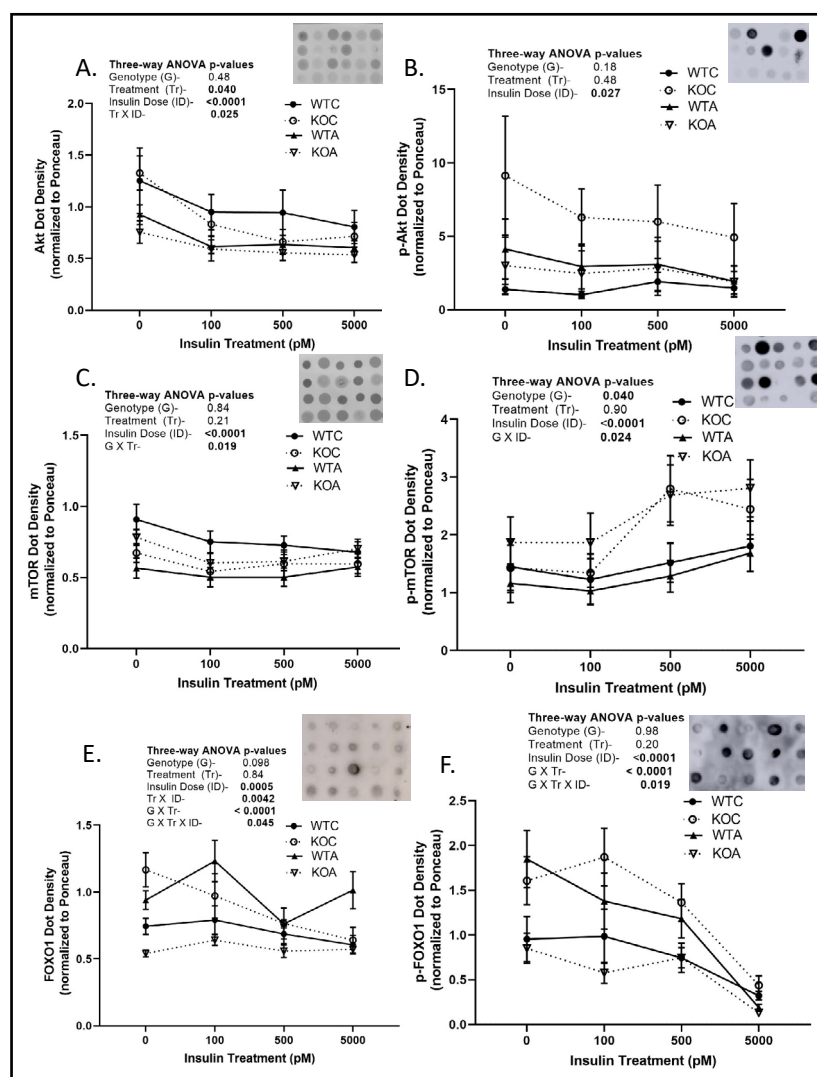 A.
Three-way ANOVA p-values
Genotype (G)- 0.48
Treatment (Tr)- 0.040
Insulin Dose (ID)- <0.0001
Tr X ID- 0.025
WTC
KOC
WTA
KOA
2.0
1.5
1.0
0.5
0.0
Akt Dot Density
(normalized to Ponceau)
0 100 500 5000
Insulin Treatment (pM)
B.
Three-way ANOVA p-values
Genotype (G)- 0.18
Treatment (Tr)- 0.48
Insulin Dose (ID)- 0.027
WTC
KOC
WTA
KOA
15
10
5
0
p-Akt Dot Density
(normalized to Ponceau)
0 100 500 5000
Insulin Treatment (pM)
C.
Three-way ANOVA p-values
Genotype (G)- 0.84
Treatment (Tr)- 0.21
Insulin Dose (ID)- <0.0001
G X Tr- 0.019
WTC
KOC
WTA
KOA
1.5
1.0
0.5
0.0
mTOR Dot Density
(normalized to Ponceau)
0 100 500 5000
Insulin Treatment (pM)
D.
Three-way ANOVA p-values
Genotype (G)- 0.040
Treatment (Tr)- 0.90
Insulin Dose (ID)- <0.0001
G X ID- 0.024
WTC
KOC
WTA
KOA
4
3
2
1
0
p-mTOR Dot Density
(normalized to Ponceau)
0 100 500 5000
Insulin Treatment (pM)
E.
Three-way ANOVA p-values
Genotype (G)- 0.098
Treatment (Tr)- 0.84
Insulin Dose (ID)- 0.0005
Tr X ID- 0.0042
G X Tr- < 0.0001
G X Tr X ID- 0.045
WTC
KOC
WTA
KOA
1.5
1.0
0.5
0.0
FOXO1 Dot Density
(normalized to Ponceau)
0 100 500 5000
Insulin Treatment (pM)
F.
Three-way ANOVA p-values
Genotype (G)- 0.98
Treatment (Tr)- 0.20
Insulin Dose (ID)- <0.0001
G X Tr- < 0.0001
G X Tr X ID- 0.019
WTC
KOC
WTA
KOA
2.5
2.0
1.5
1.0
0.5
0.0
p-FOXO1 Dot Density
(normalized to Ponceau)
0 100 500 5000
Insulin Treatment (pM)